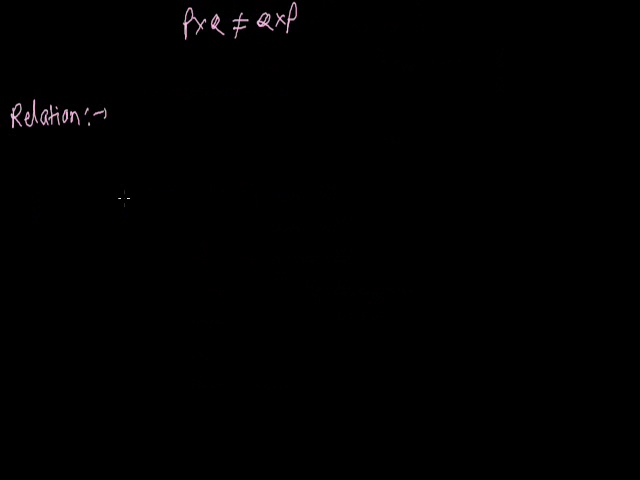 P×Q ≠ Q×P
Relation:→